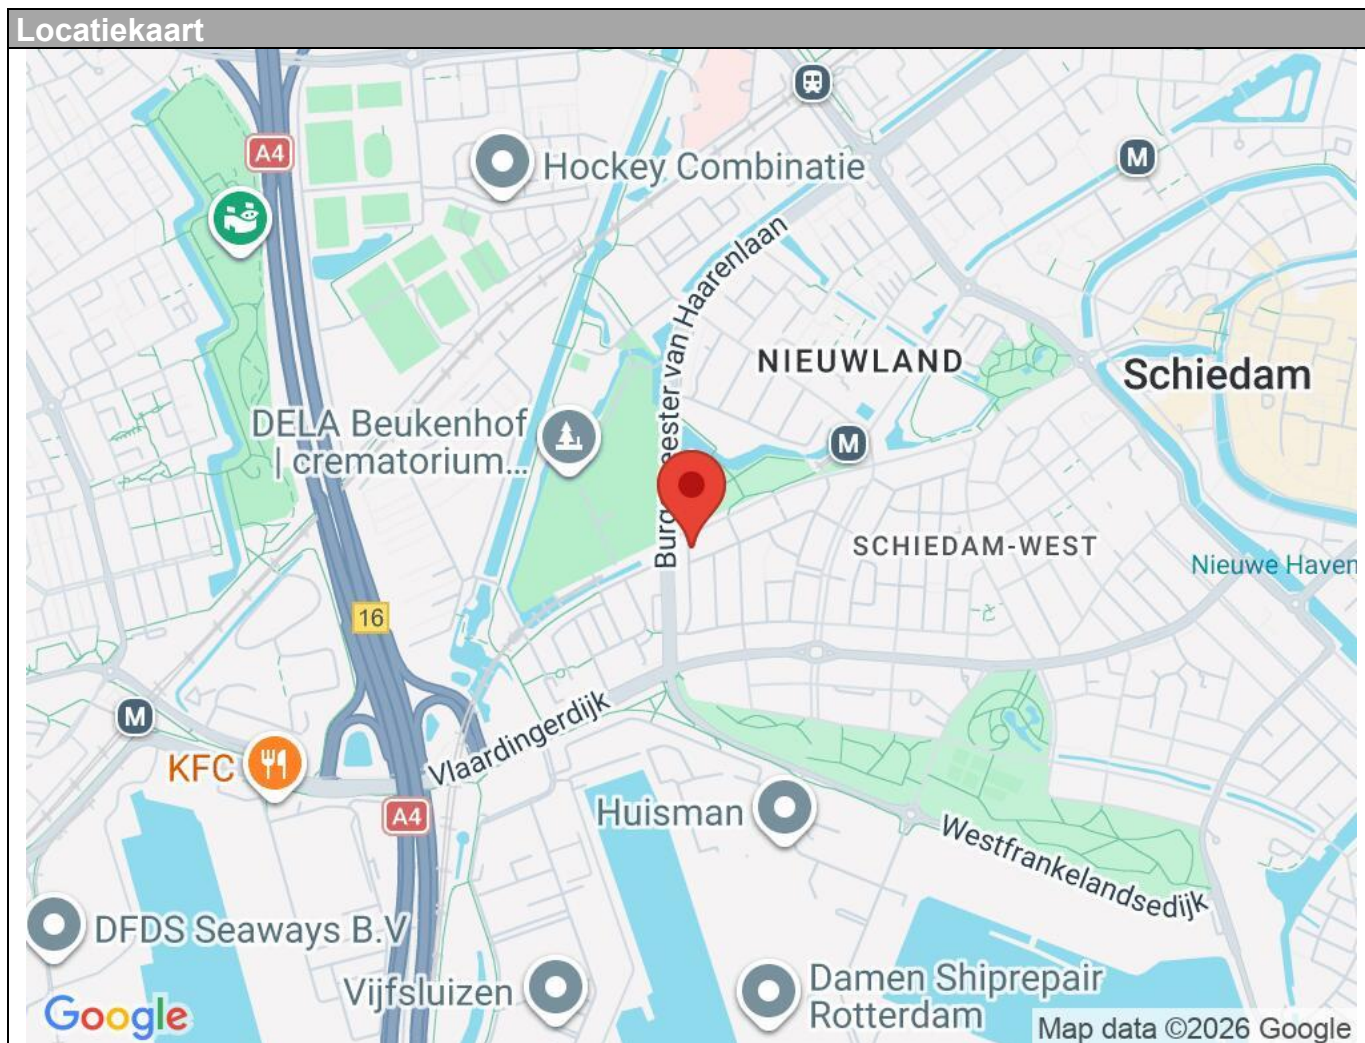 Locatiekaart
A4
Hockey Combinatie
M
Burgemeester van Haarenlaan
NIEUWLAND
Schiedam
DELA Beukenhof
| crematorium...
M
SCHIEDAM-WEST
Nieuwe Haven
16
M
Vlaardingerdijk
KFC
A4
Huisman
Westfrankelandsedijk
DFDS Seaways B.V
Vijfsluizen
Damen Shiprepair
Rotterdam
Google
Map data ©2026 Google